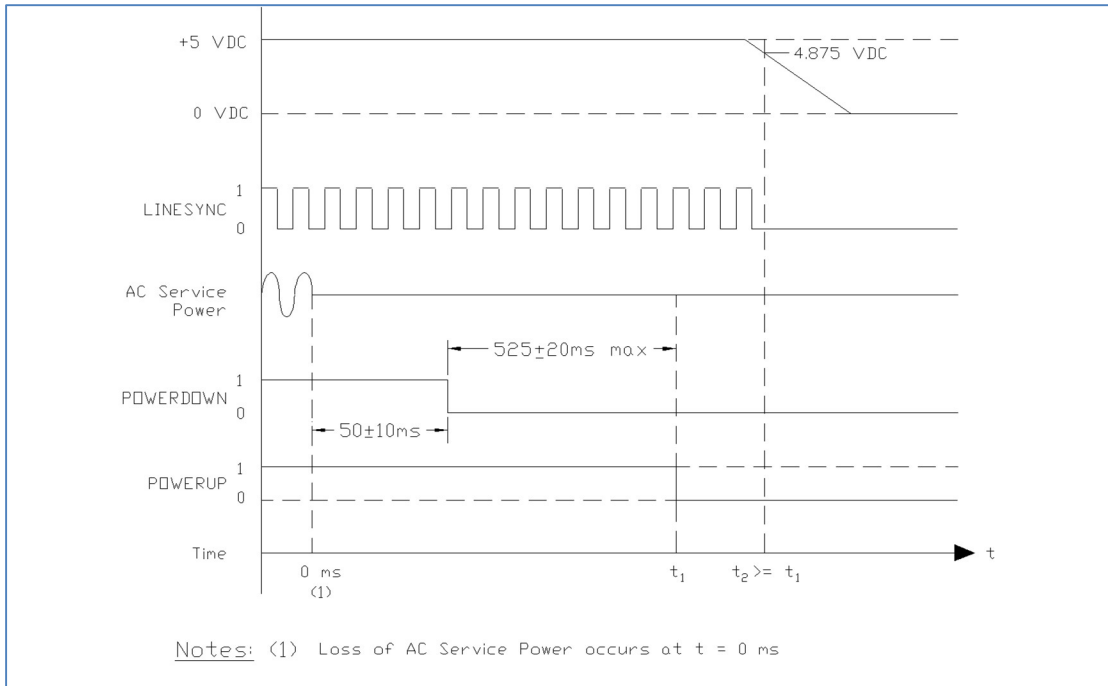 +5 VDC
4.875 VDC
0 VDC
1
LINESYNC
0
AC Service
Power
525±20ms max
1
POWERDOWN
0
50±10ms
1
POWERUP
0
Time
t
0 ms
(1)
t1
t2 >= t1
Notes: (1) Loss of AC Service Power occurs at t = 0 ms